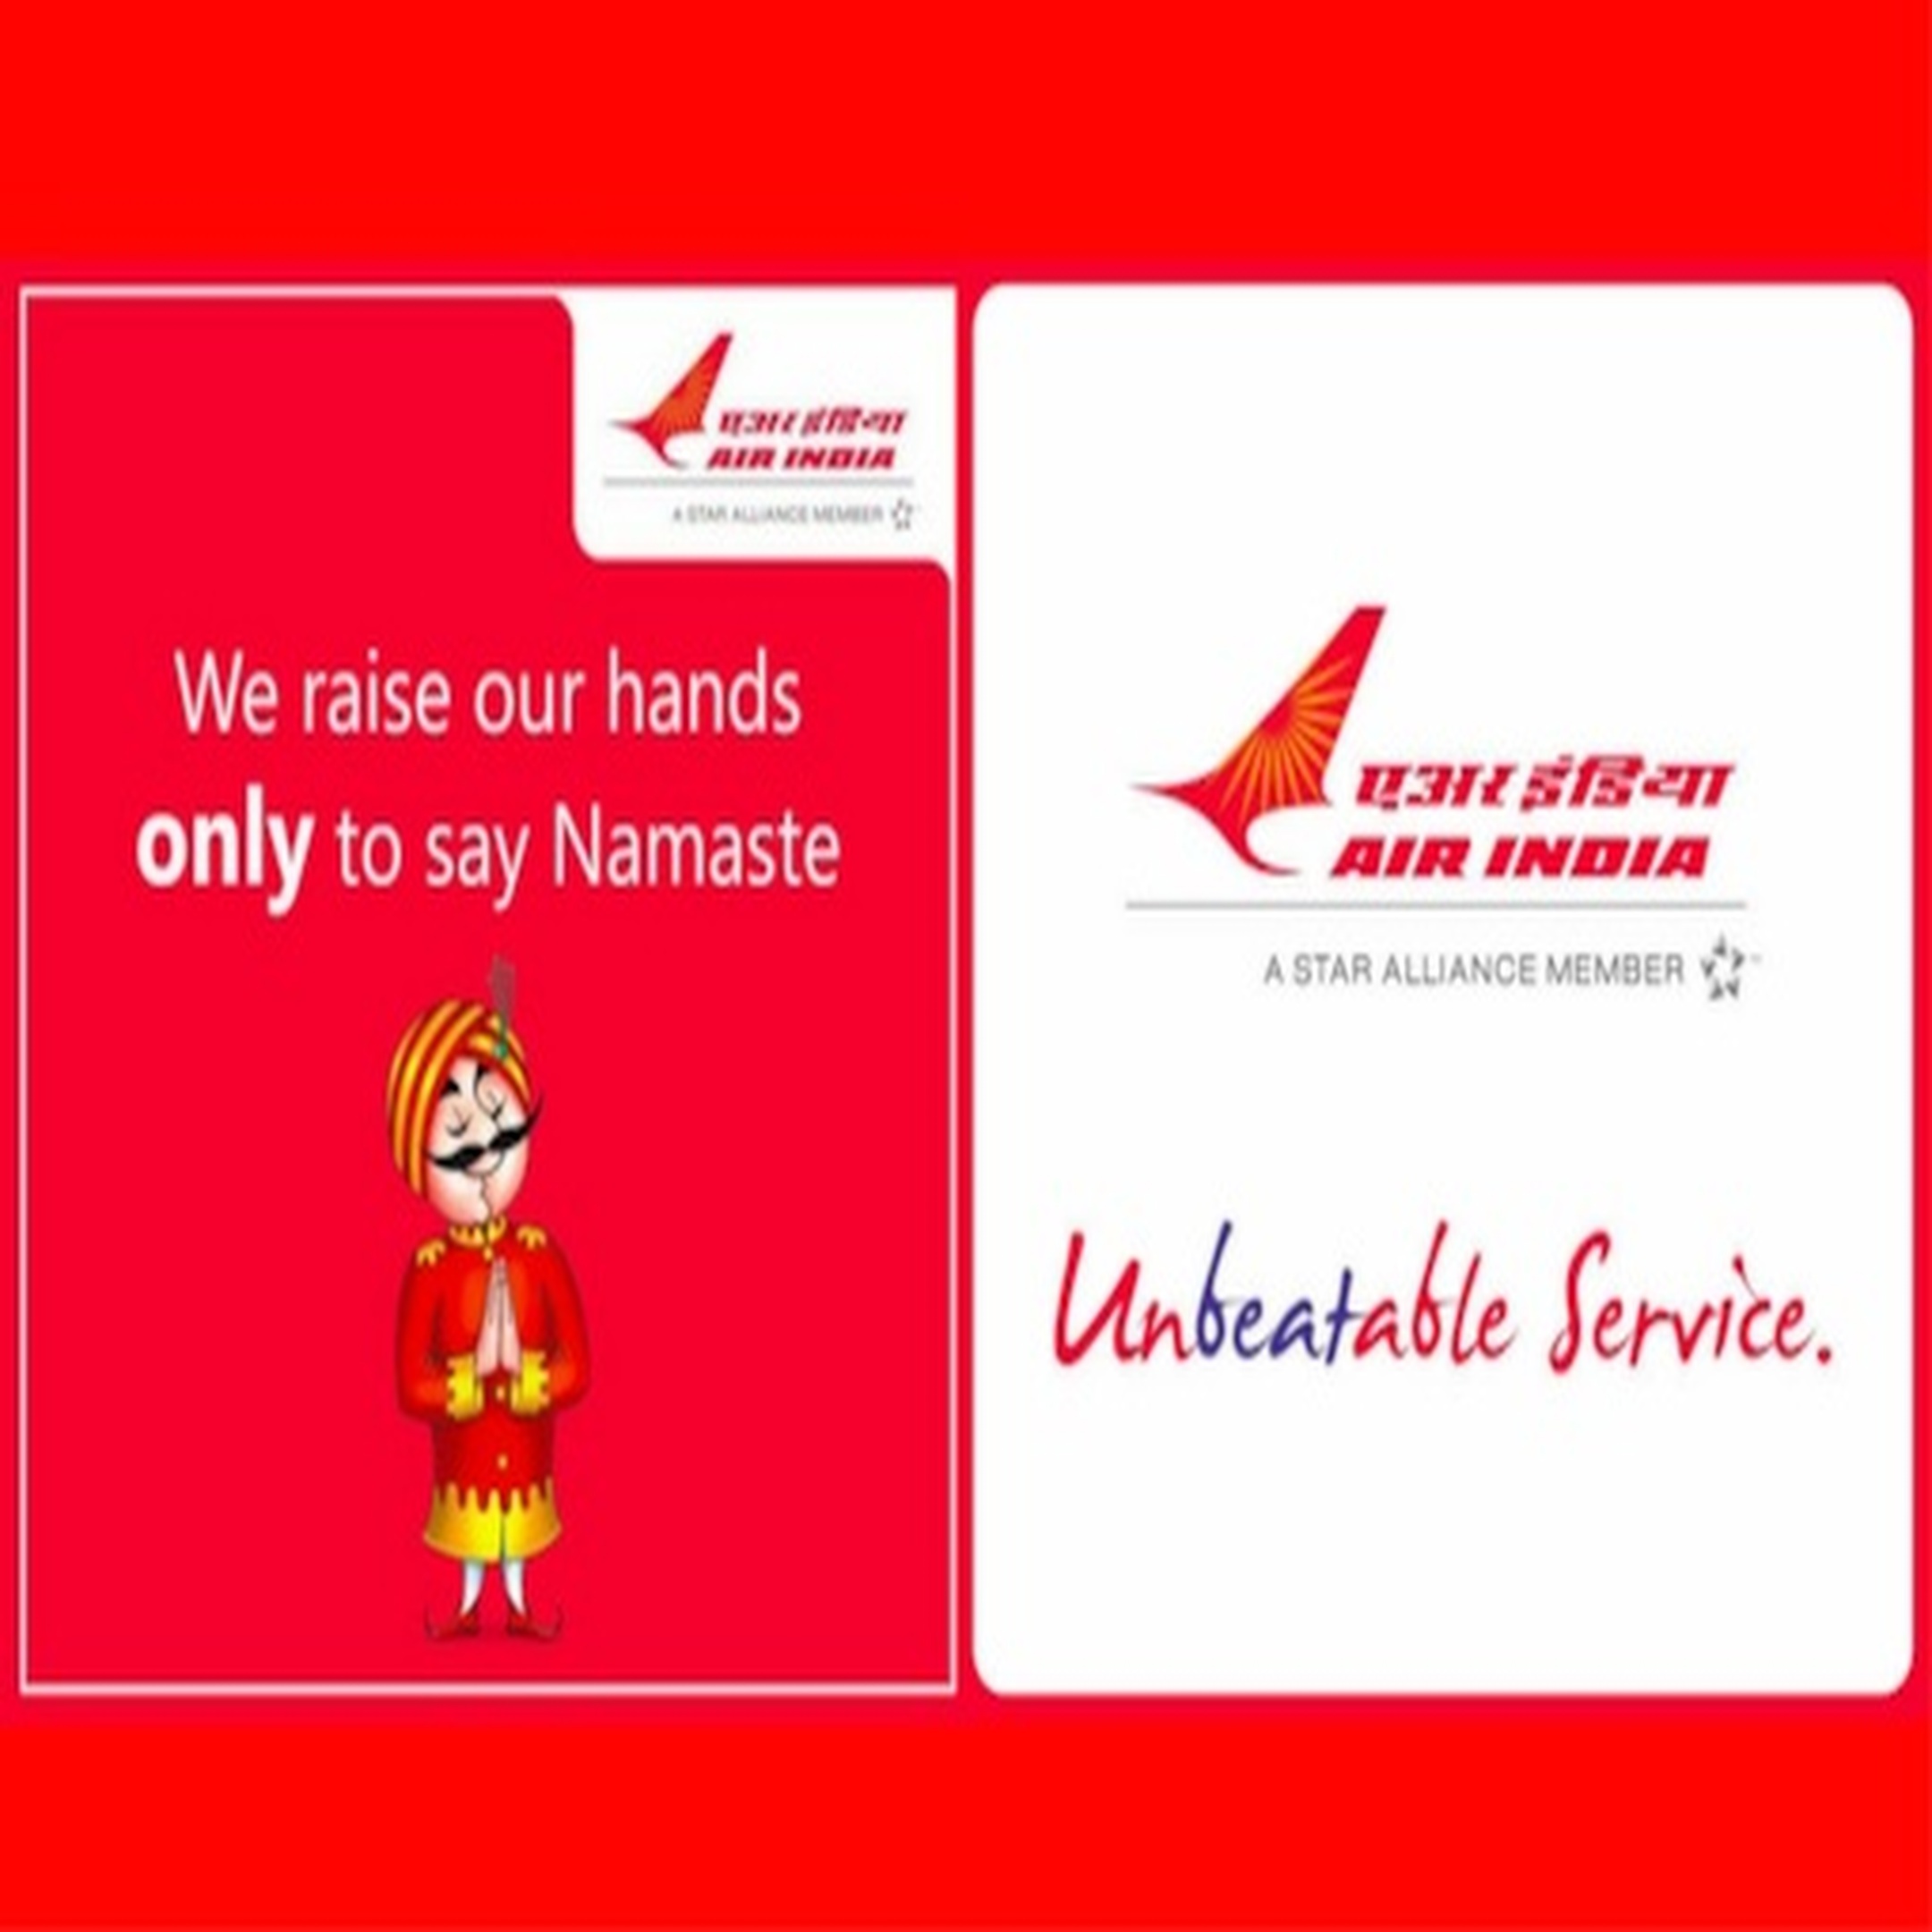 एअर इंडिया
AIR INDIA
A STAR ALLIANCE MEMBER
We raise our hands
only to say Namaste
एअर इंडिया
AIR INDIA
A STAR ALLIANCE MEMBER
Unbeatable Service.